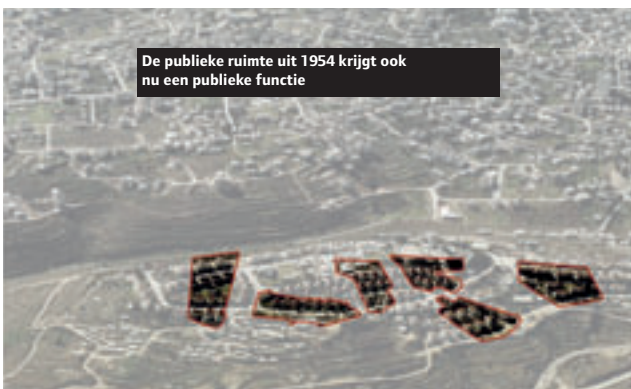 De publieke ruimte uit 1954 krijgt ook
nu een publieke functie